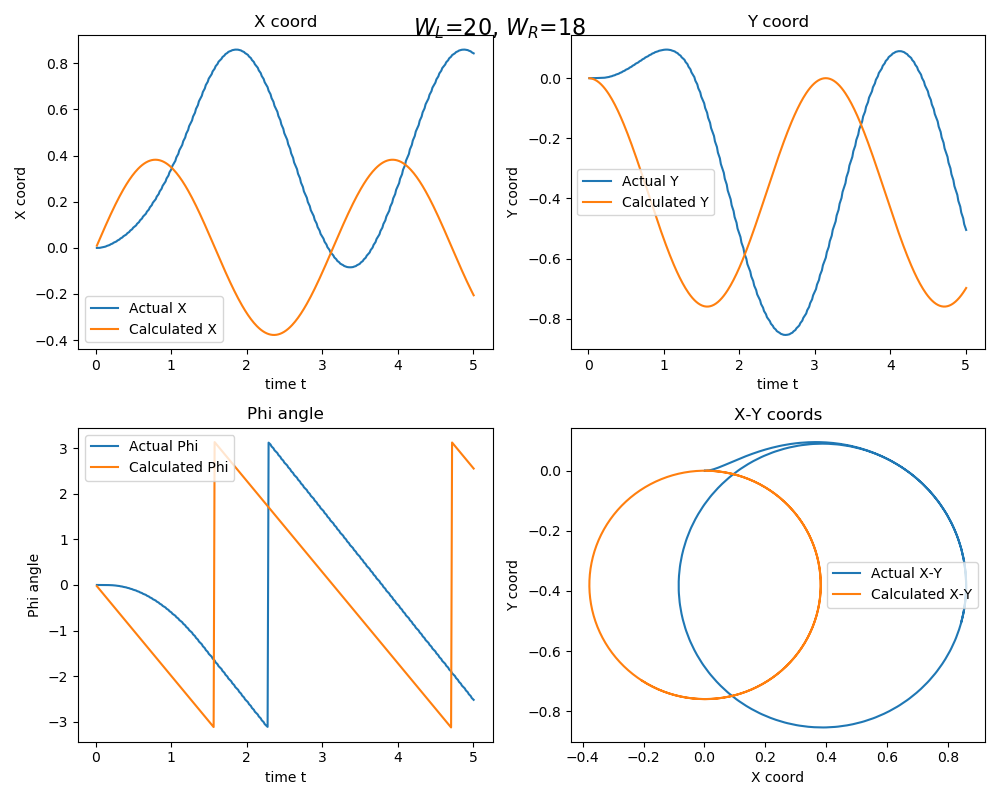 W_L=20, W_R=18
X coord
X coord
0.8
0.6
0.4
0.2
0.0
−0.2
−0.4
Actual X
Calculated X
0 1 2 3 4 5
time t
Y coord
Y coord
0.0
−0.2
−0.4
−0.6
−0.8
Actual Y
Calculated Y
0 1 2 3 4 5
time t
Phi angle
Phi angle
3
2
1
0
−1
−2
−3
Actual Phi
Calculated Phi
0 1 2 3 4 5
time t
X-Y coords
Y coord
0.0
−0.2
−0.4
−0.6
−0.8
Actual X-Y
Calculated X-Y
−0.4 −0.2 0.0 0.2 0.4 0.6 0.8
X coord